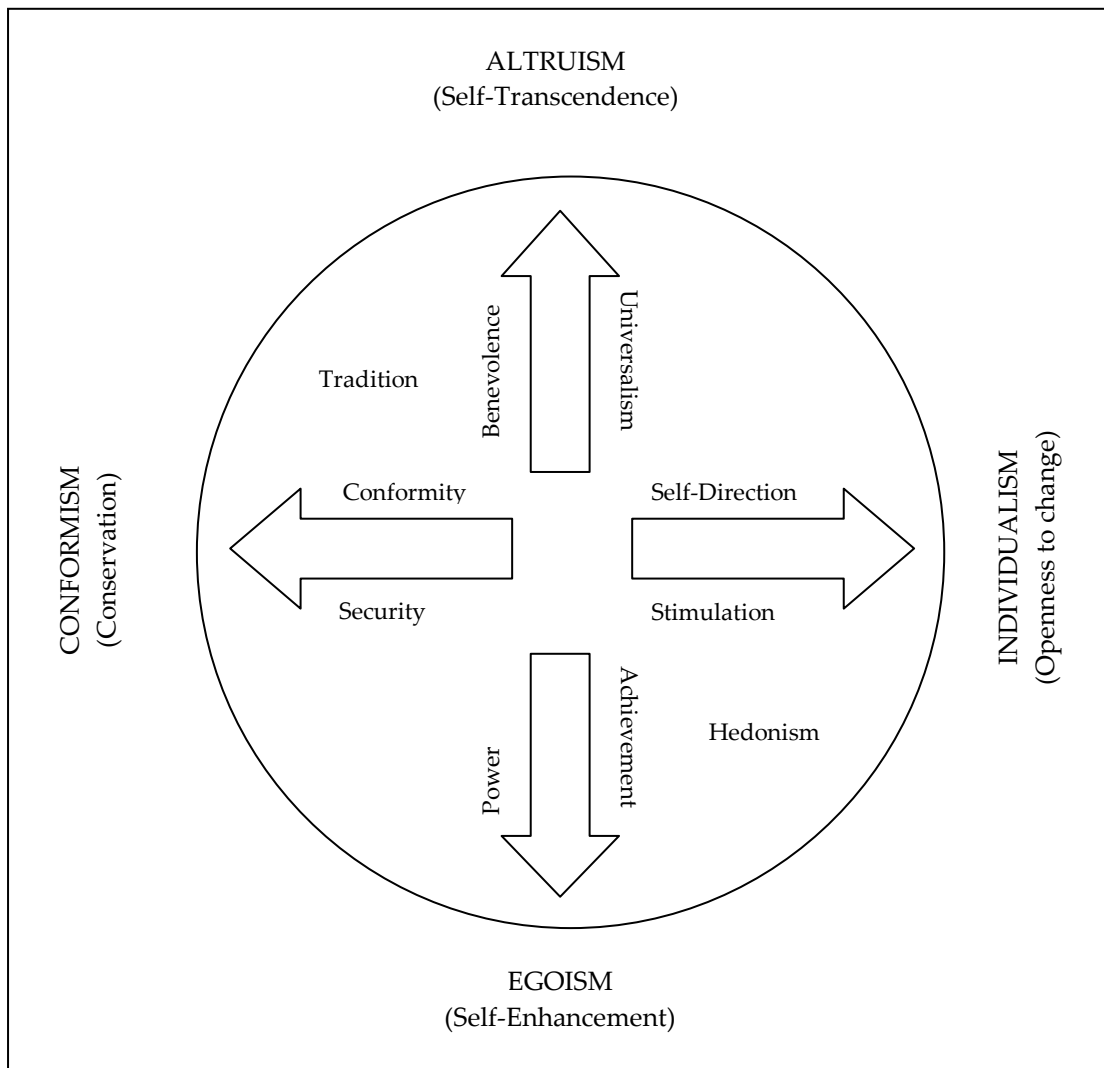 ALTRUISM
(Self-Transcendence)
Benevolence
Universalism
Tradition
Conformity
Self-Direction
CONFORMISM
(Conservation)
INDIVIDUALISM
(Openness to change)
Security
Stimulation
Power
Achievement
Hedonism
EGOISM
(Self-Enhancement)